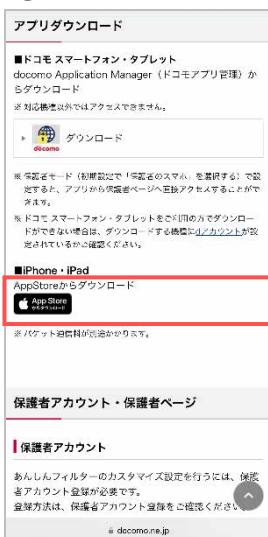 アプリダウンロード
■ドコモ スマートフォン・タブレット
docomo Application Manager（ドコモアプリ管理）か
らダウンロード
※ 対応機種以外ではアクセスできません。
docomo
ダウンロード
※ 保護者モード（初期設定で「保護者のスマホ」を選択する）で設
定すると、アプリから保護者ページへ直接アクセスすることがで
きます。
※ ドコモ スマートフォン・タブレットをご利用の方でダウンロー
ドができない場合は、ダウンロードする機種にdアカウントが設
定されているかご確認ください。
■iPhone・iPad
AppStoreからダウンロード
App Store
からダウンロード
※ パケット通信料が別途かかります。
保護者アカウント・保護者ページ
保護者アカウント
あんしんフィルターのカスタマイズ設定を行うには、保護
者アカウント登録が必要です。
登録方法は、保護者アカウント登録をご確認ください
docomo.ne.jp